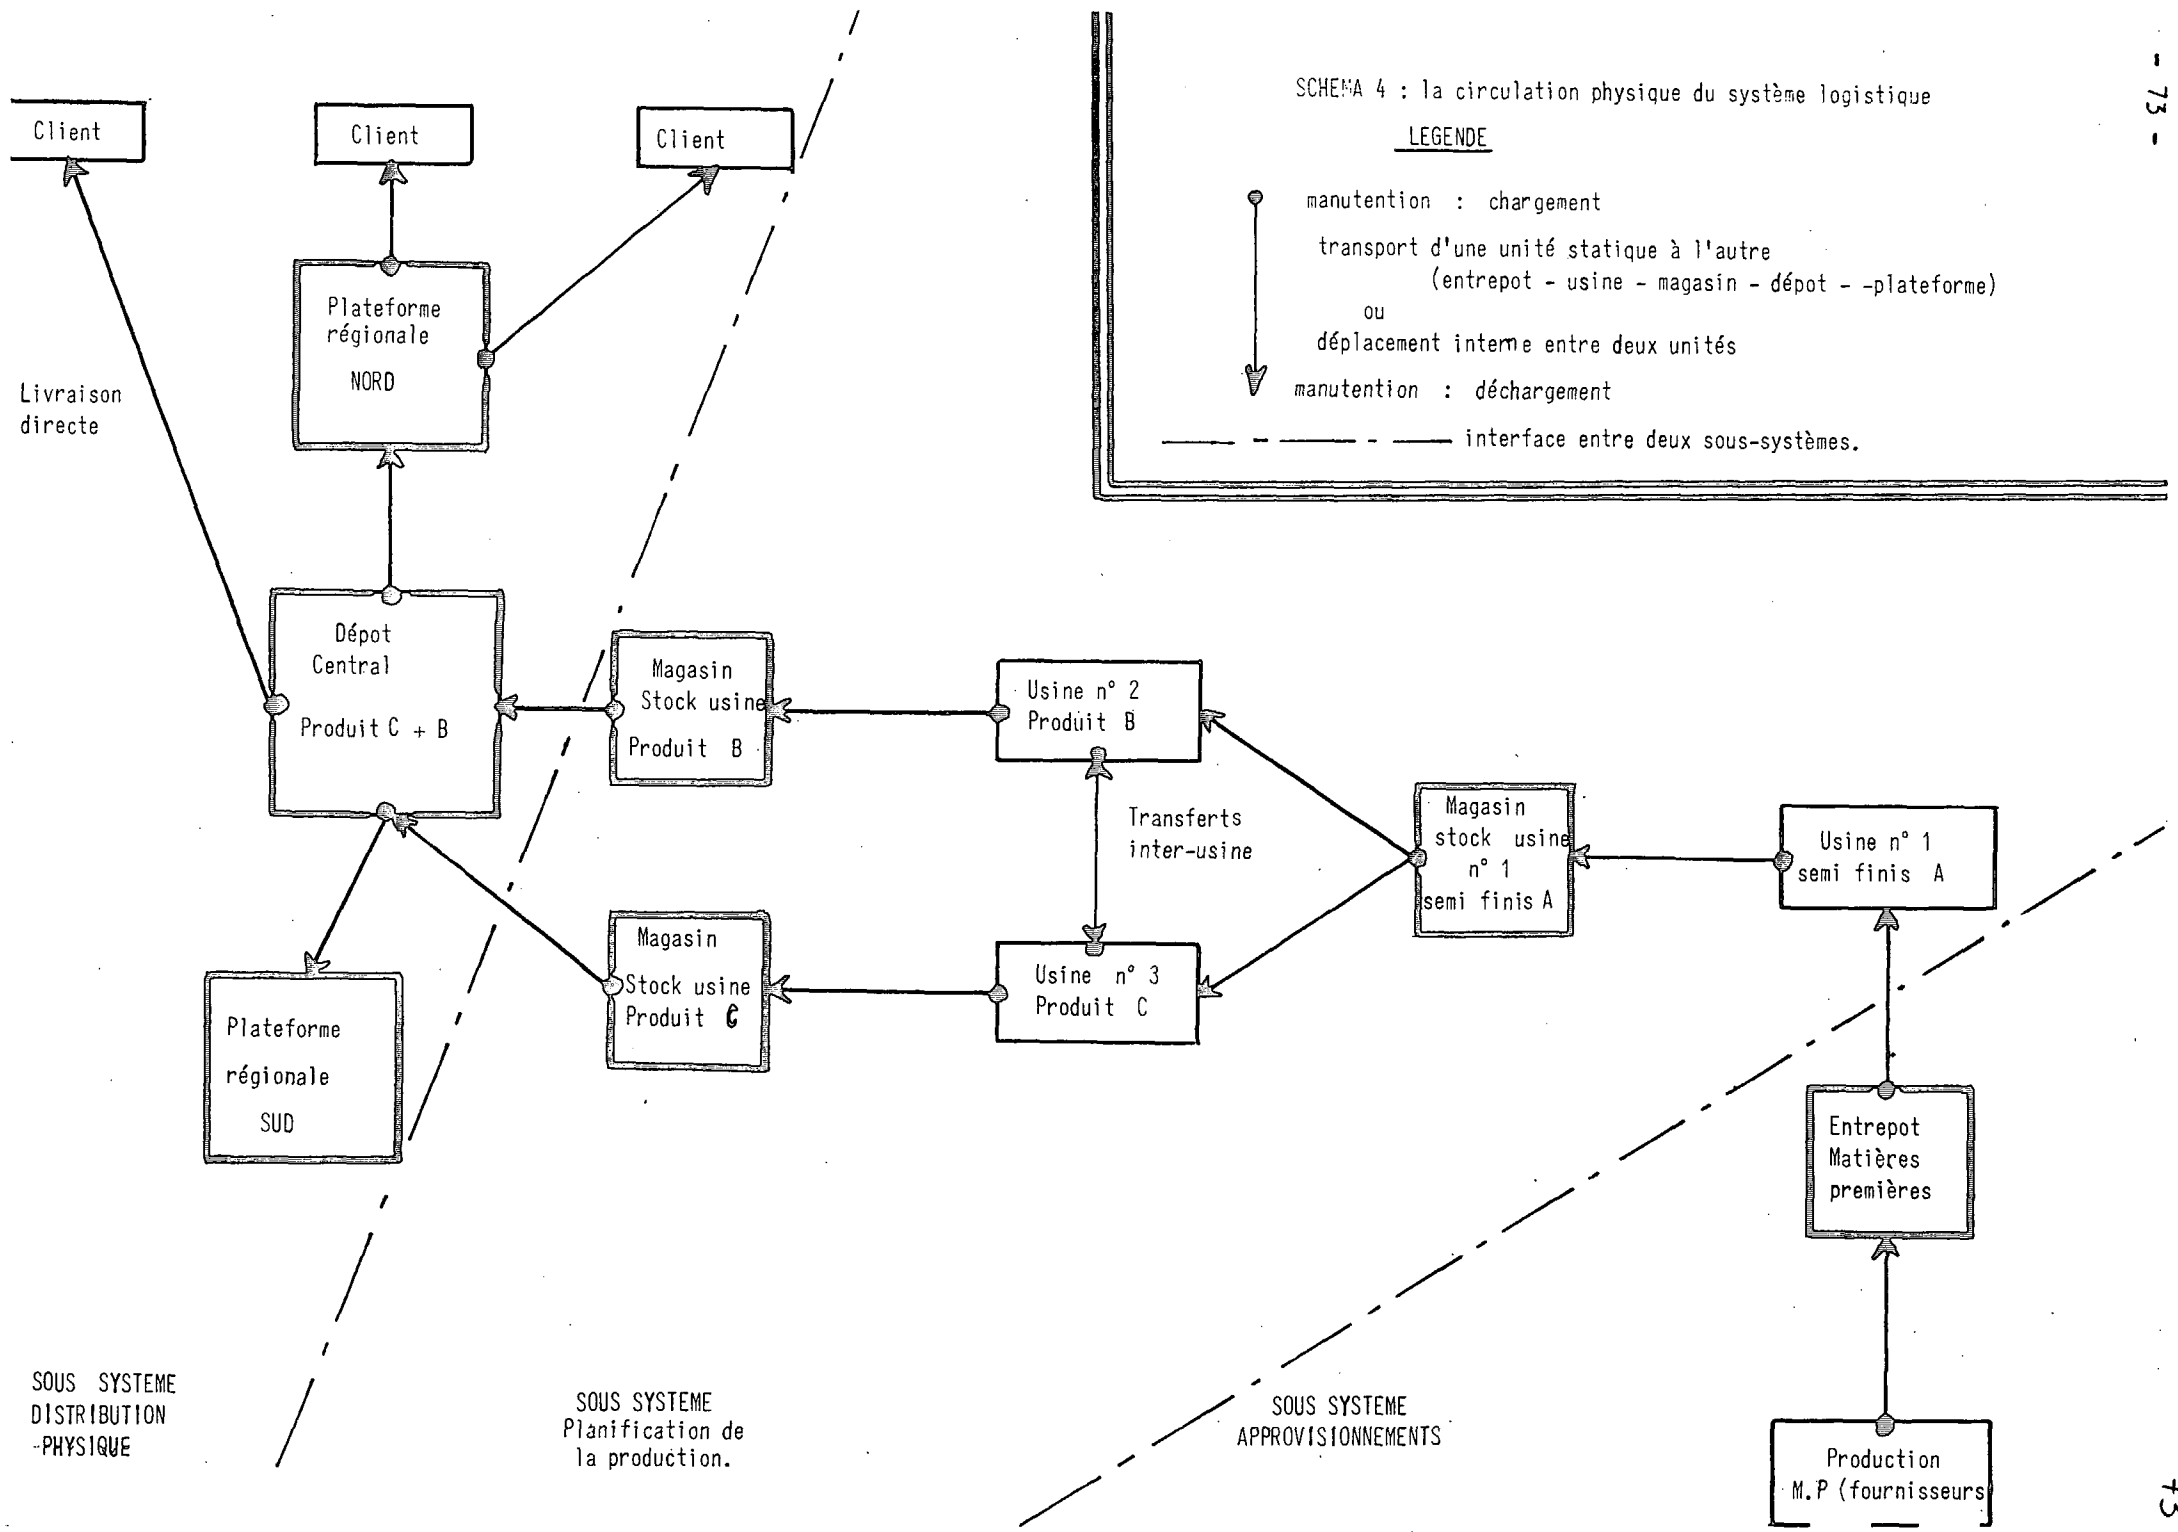 - 73 -
SCHEMA 4 : la circulation physique du système logistique
LEGENDE
manutention : chargement
transport d'une unité statique à l'autre
(entrepot - usine - magasin - dépot - -plateforme)
ou
déplacement interne entre deux unités
manutention : déchargement
interface entre deux sous-systèmes.
Client
Client
Client
Plateforme
régionale
NORD
Livraison
directe
Dépot
Central
Produit C + B
Magasin
Stock usine
Produit B
Usine n° 2
Produit B
Transferts
inter-usine
Magasin
stock usine
n° 1
semi finis A
Usine n° 1
semi finis A
Magasin
Stock usine
Produit C
Usine n° 3
Produit C
Plateforme
régionale
SUD
Entrepot
Matières
premières
SOUS SYSTEME
DISTRIBUTION
-PHYSIQUE
SOUS SYSTEME
Planification de
la production.
SOUS SYSTEME
APPROVISIONNEMENTS
Production
M.P (fournisseurs
73